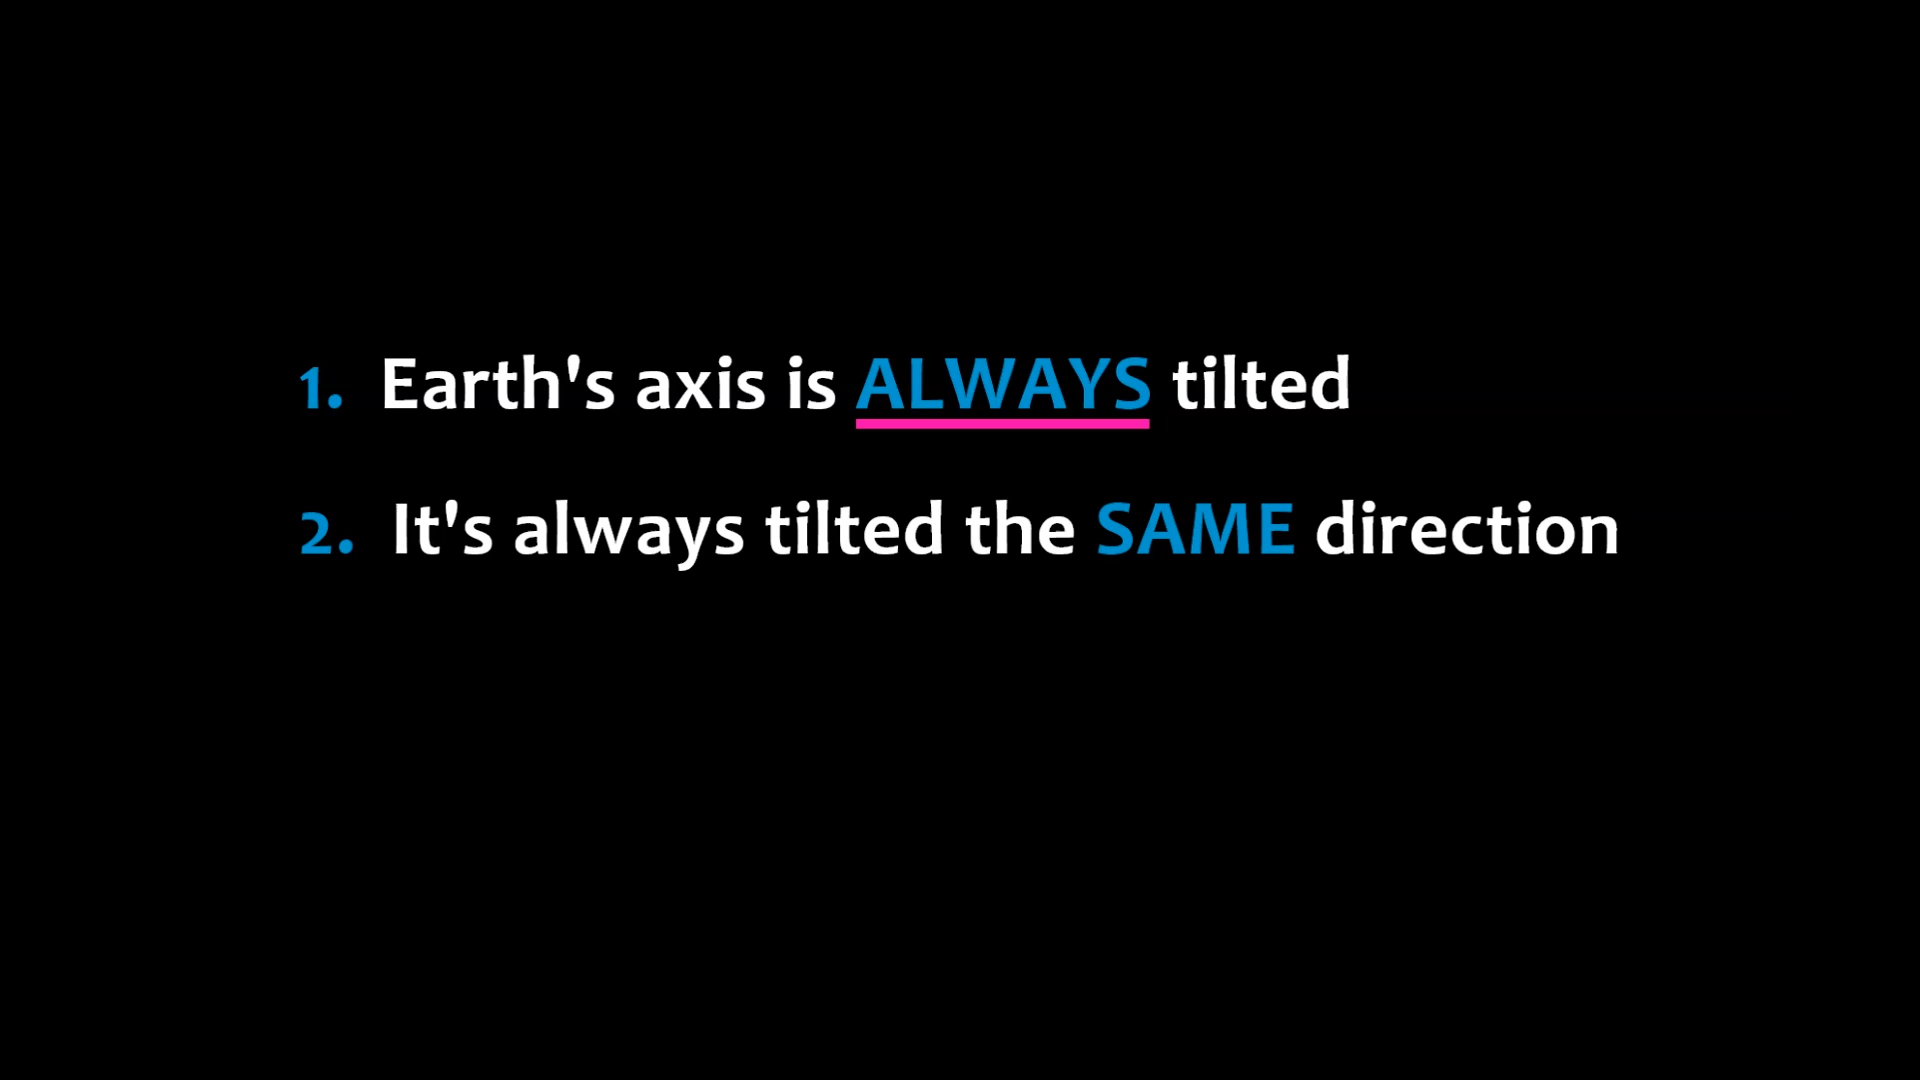 1. Earth's axis is ALWAYS tilted
2. It's always tilted the SAME direction